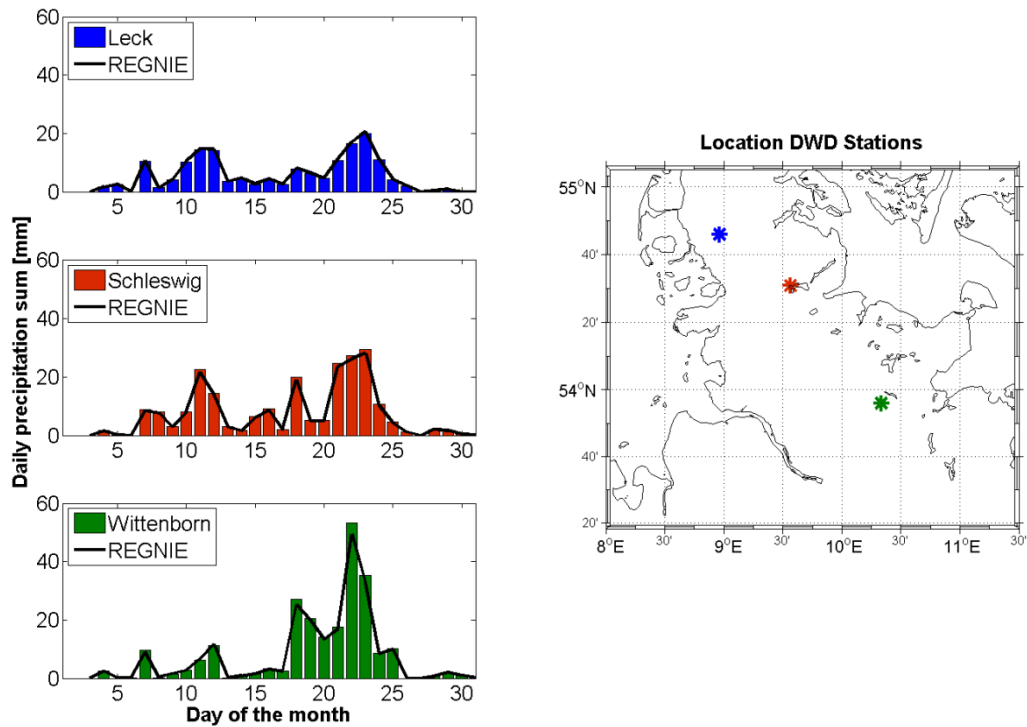 60
40
20
0
Leck
REGNIE
5 10 15 20 25 30
Daily precipitation sum [mm]
60
40
20
0
Schleswig
REGNIE
5 10 15 20 25 30
60
40
20
0
Wittenborn
REGNIE
5 10 15 20 25 30
Day of the month
Location DWD Stations
55°N
40'
20'
54°N
40'
20'
8°E 30' 9°E 30' 10°E 30' 11°E 30'